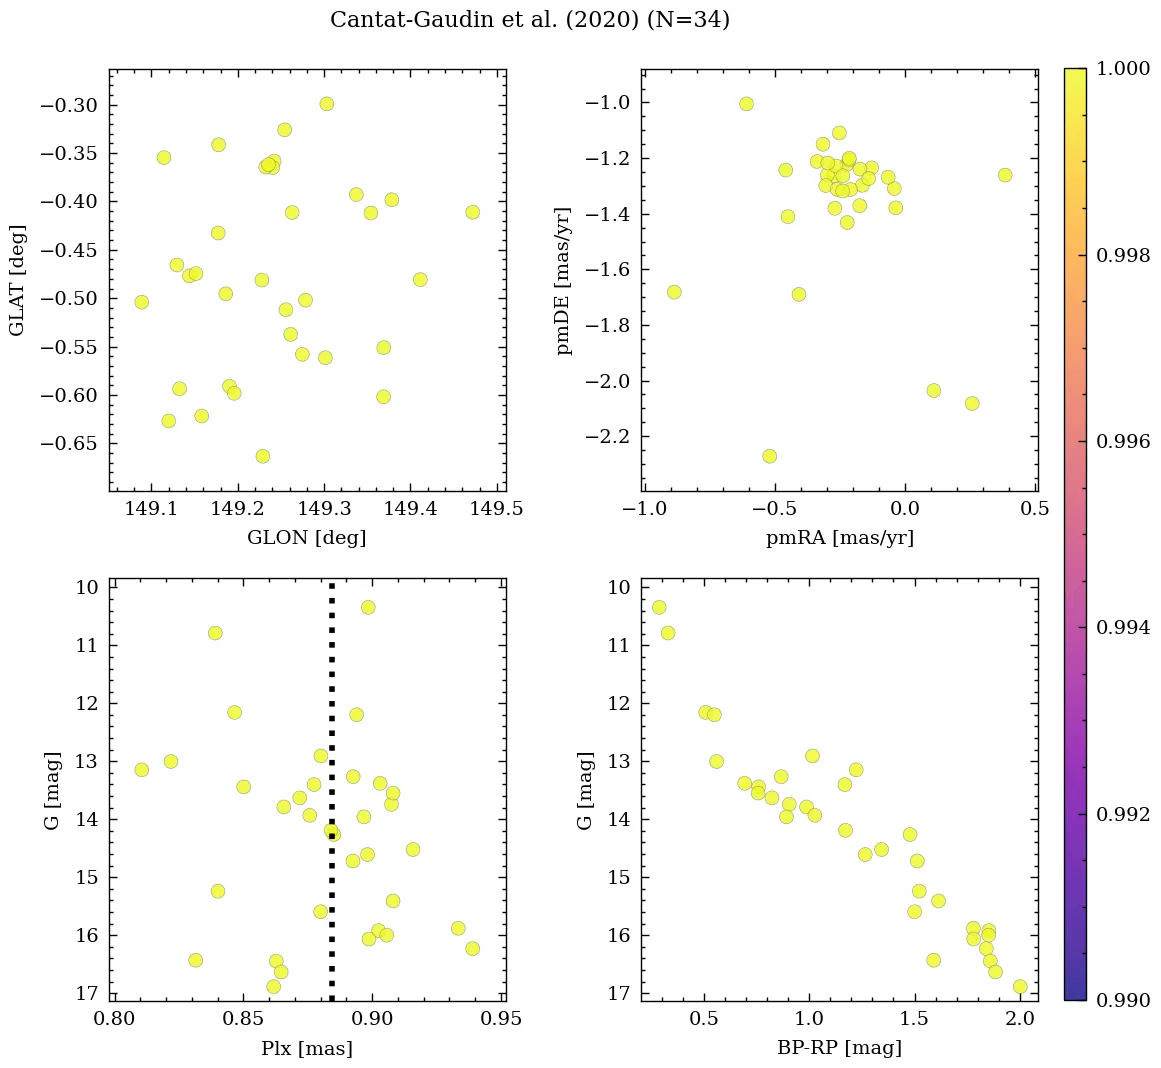 Cantat-Gaudin et al. (2020) (N=34)
−0.30
−0.35
−0.40
−0.45
−0.50
−0.55
−0.60
−0.65
GLAT [deg]
149.1 149.2 149.3 149.4 149.5
GLON [deg]
−1.0
−1.2
−1.4
−1.6
−1.8
−2.0
−2.2
pmDE [mas/yr]
−1.0 −0.5 0.0 0.5
pmRA [mas/yr]
10
11
12
13
14
15
16
17
G [mag]
0.80 0.85 0.90 0.95
Plx [mas]
10
11
12
13
14
15
16
17
G [mag]
0.5 1.0 1.5 2.0
BP-RP [mag]
1.000
0.998
0.996
0.994
0.992
0.990